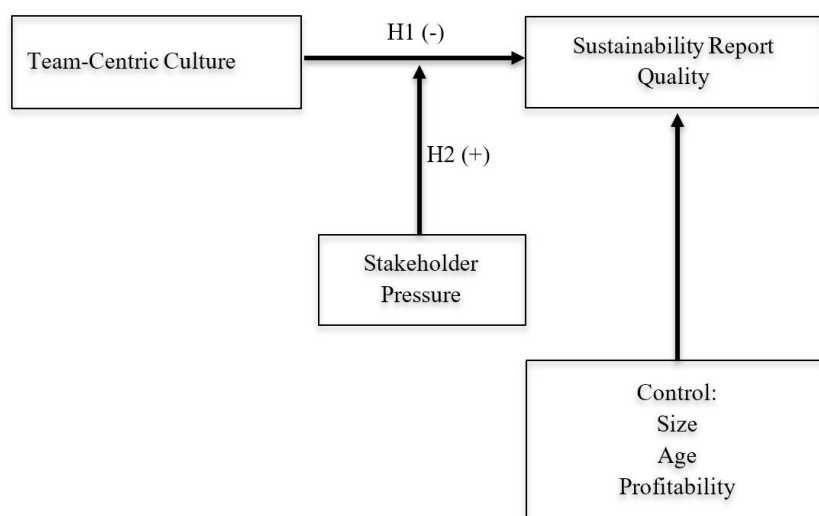 H1 (-)
Team-Centric Culture
Sustainability Report
Quality
H2 (+)
Stakeholder
Pressure
Control:
Size
Age
Profitability